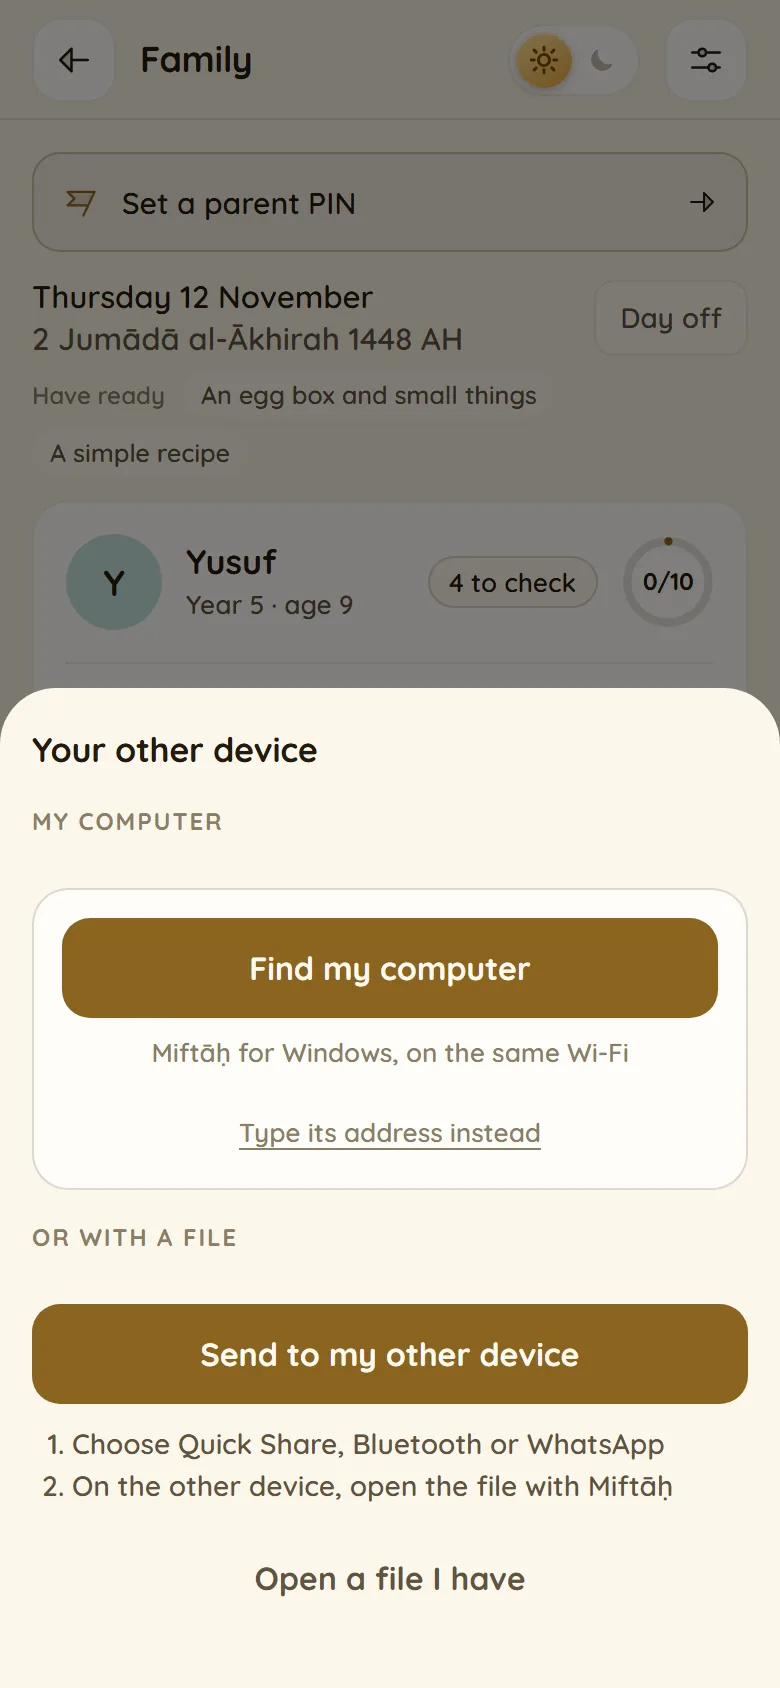 Family
Set a parent PIN
Thursday 12 November
2 Jumādā al-Ākhirah 1448 AH
Day off
Have ready
An egg box and small things
A simple recipe
Y
Yusuf
Year 5 · age 9
4 to check
0/10
Your other device
MY COMPUTER
Find my computer
Miftāḥ for Windows, on the same Wi-Fi
Type its address instead
OR WITH A FILE
Send to my other device
1. Choose Quick Share, Bluetooth or WhatsApp
2. On the other device, open the file with Miftāḥ
Open a file I have